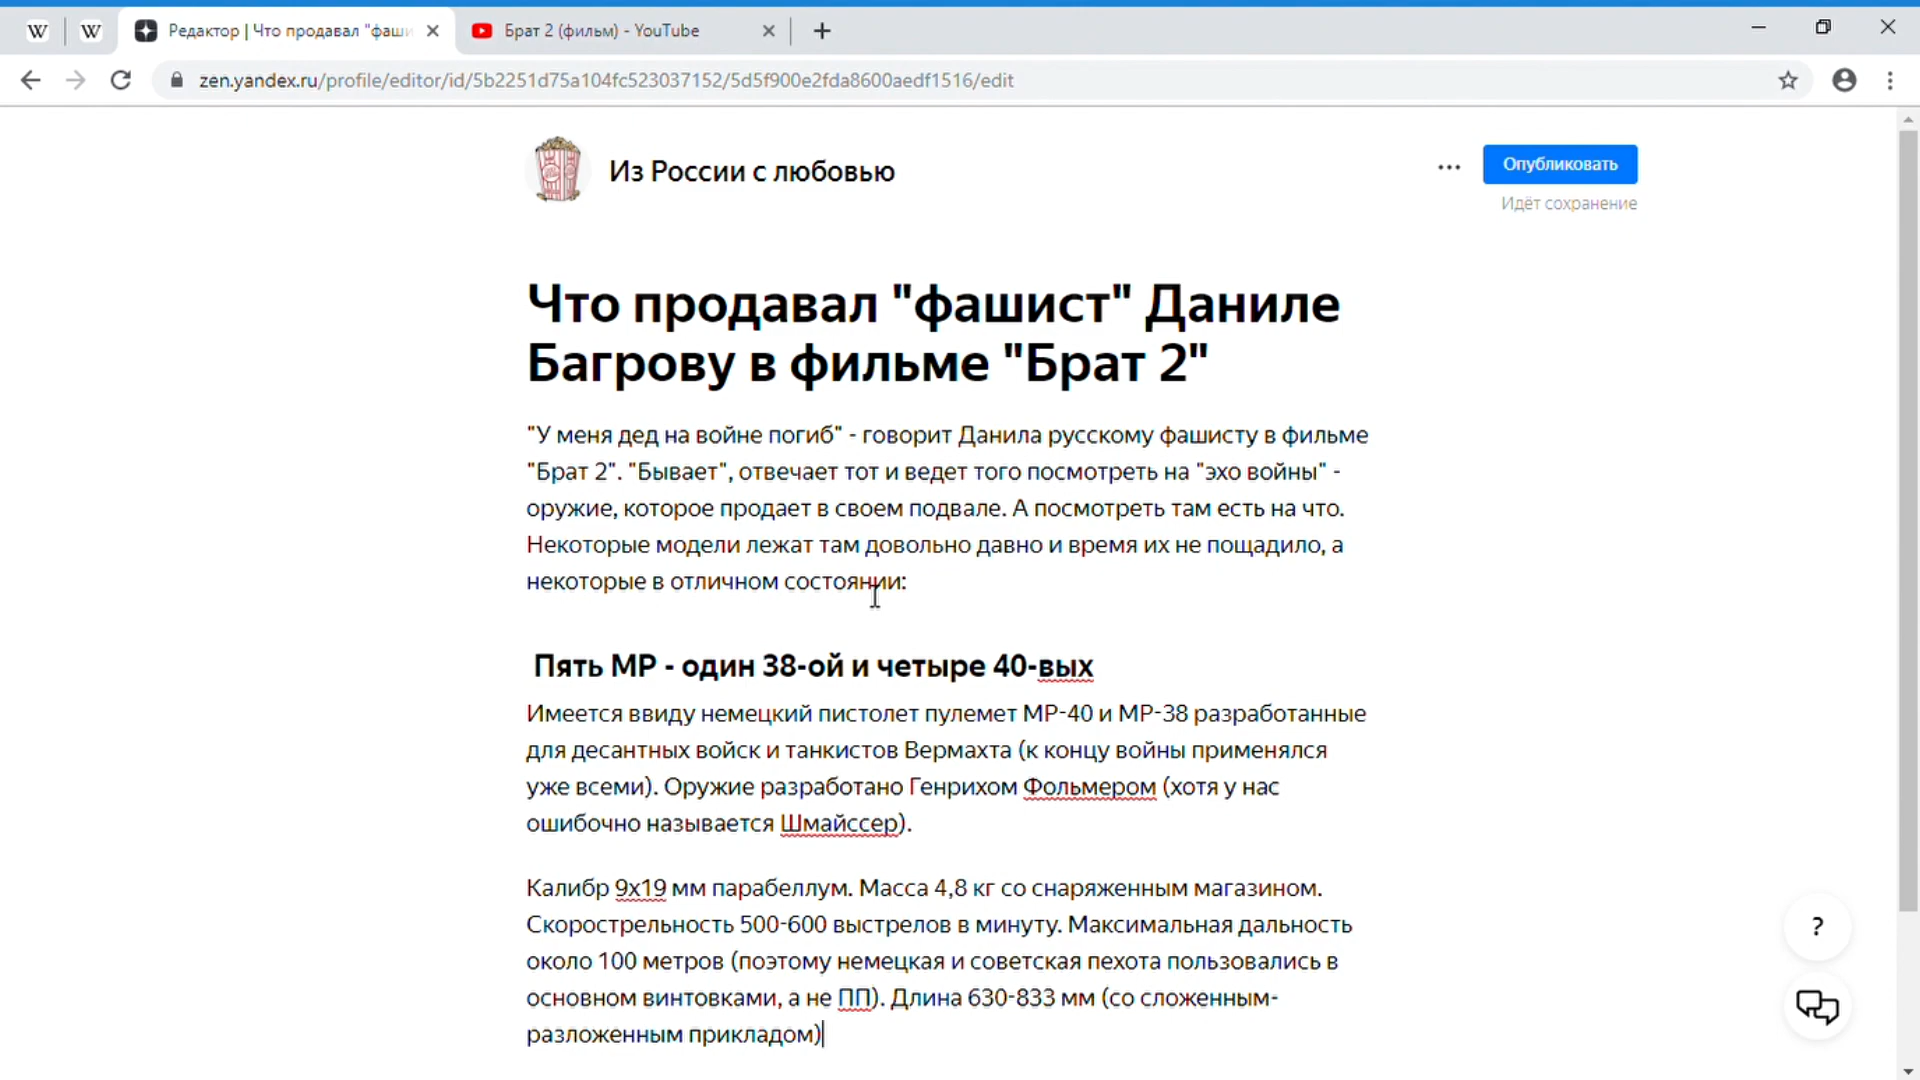 W
W
Редактор | Что продавал "фаши
Брат 2 (фильм) - YouTube
zen.yandex.ru/profile/editor/id/5b2251d75a104fc523037152/5d5f900e2fda8600aedf1516/edit
Из России с любовью
Опубликовать
Идёт сохранение
Что продавал "фашист" Даниле
Багрову в фильме "Брат 2"
"У меня дед на войне погиб" - говорит Данила русскому фашисту в фильме
"Брат 2". "Бывает", отвечает тот и ведет того посмотреть на "эхо войны" -
оружие, которое продает в своем подвале. А посмотреть там есть на что.
Некоторые модели лежат там довольно давно и время их не пощадило, а
некоторые в отличном состоянии:
Пять МР - один 38-ой и четыре 40-вых
Имеется ввиду немецкий пистолет пулемет МР-40 и МР-38 разработанные
для десантных войск и танкистов Вермахта (к концу войны применялся
уже всеми). Оружие разработано Генрихом Фольмером (хотя у нас
ошибочно называется Шмайссер).
Калибр 9х19 мм парабеллум. Масса 4,8 кг со снаряженным магазином.
Скорострельность 500-600 выстрелов в минуту. Максимальная дальность
около 100 метров (поэтому немецкая и советская пехота пользовались в
основном винтовками, а не ПП). Длина 630-833 мм (со сложенным-
разложенным прикладом)
?